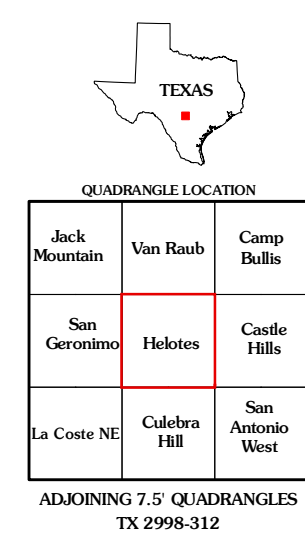 TEXAS
QUADRANGLE LOCATION
Jack
Mountain
Van Raub
Camp
Bullis
San
Geronimo
Helotes
Castle
Hills
La Coste NE
Culebra
Hill
San
Antonio
West
ADJOINING 7.5' QUADRANGLES
TX 2998-312